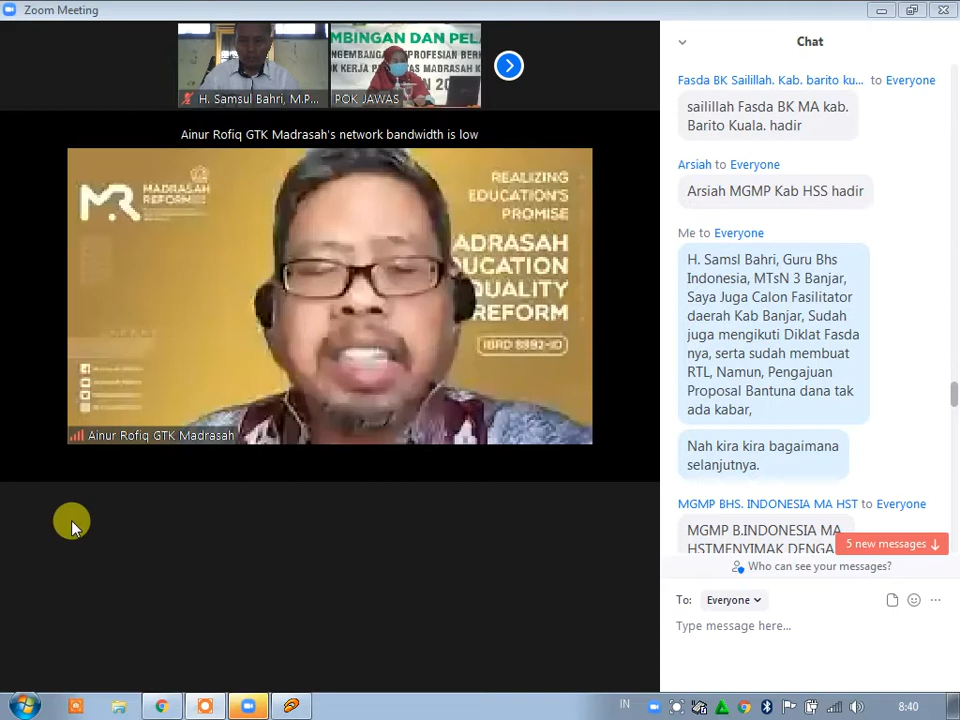 Zoom Meeting
MBINGAN DAN PEL
H. Samsul Bahri, M.P...
POK JAWAS
Ainur Rofiq GTK Madrasah's network bandwidth is low
MR MADRASAH
REFORM
REALIZING
EDUCATION'S
PROMISE
ADRASAH
UCATION
QUALITY
REFORM
IBRD 8992-ID
Ainur Rofiq GTK Madrasah
Chat
Fasda BK Sailillah. Kab. barito ku... to Everyone
sailillah Fasda BK MA kab.
Barito Kuala. hadir
Arsiah to Everyone
Arsiah MGMP Kab HSS hadir
Me to Everyone
H. Samsl Bahri, Guru Bhs
Indonesia, MTsN 3 Banjar,
Saya Juga Calon Fasilitator
daerah Kab Banjar, Sudah
juga mengikuti Diklat Fasda
nya, serta sudah membuat
RTL, Namun, Pengajuan
Proposal Bantuna dana tak
ada kabar,
Nah kira kira bagaimana
selanjutnya.
MGMP BHS. INDONESIA MA HST to Everyone
MGMP B.INDONESIA MA
HSTMENYIMAK DENGA
5 new messages
Who can see your messages?
To: Everyone
Type message here...
IN
8:40